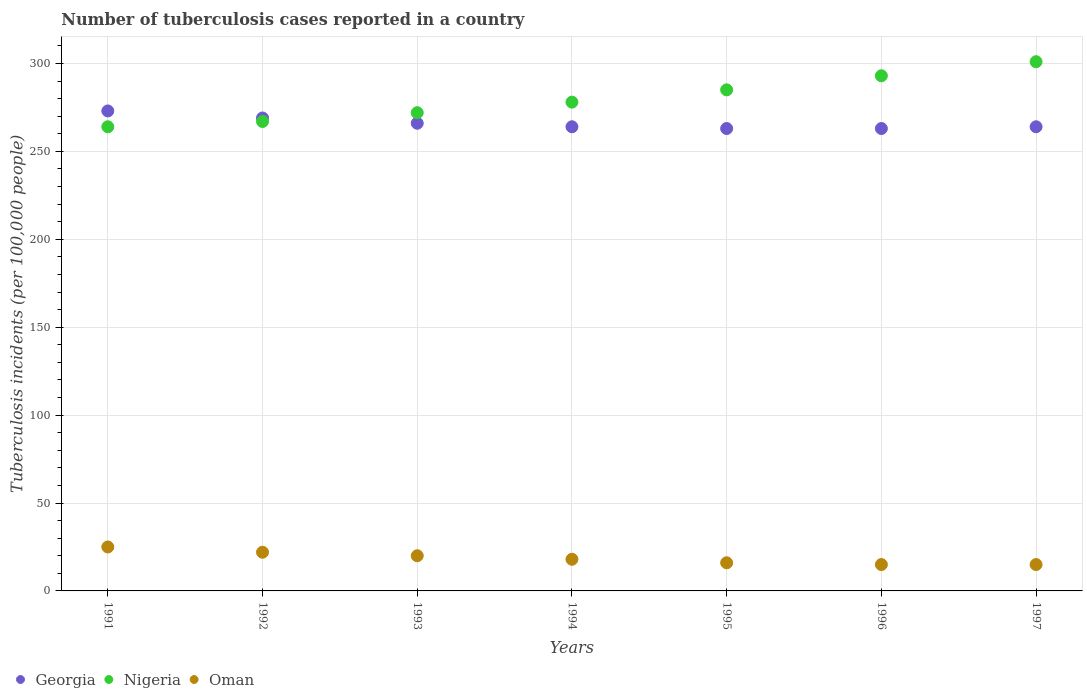 Number of tuberculosis cases reported in a country
Tuberculosis incidents (per 100,000 people)
300
250
200
150
100
50
0
1991
1992
1993
1994
1995
1996
1997
Years
Georgia
Nigeria
Oman